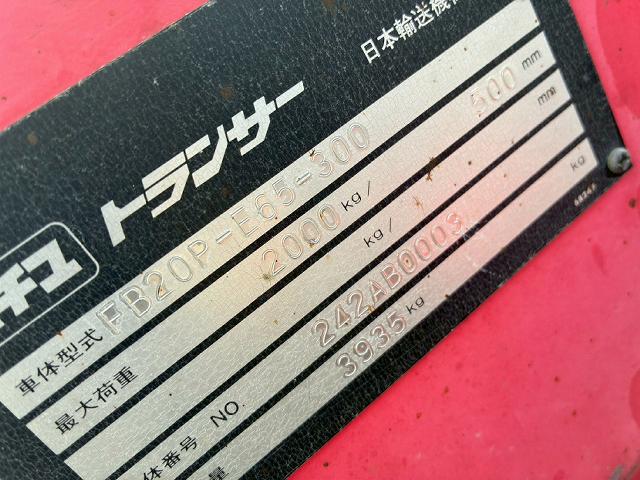 日本輸送機
チユ トランサー
車体型式 FB20P-E65-300
最大荷重 2000 kg/ 500 mm
kg/ mm
体番号 NO. 242AB0003 kg
量 3935 kg